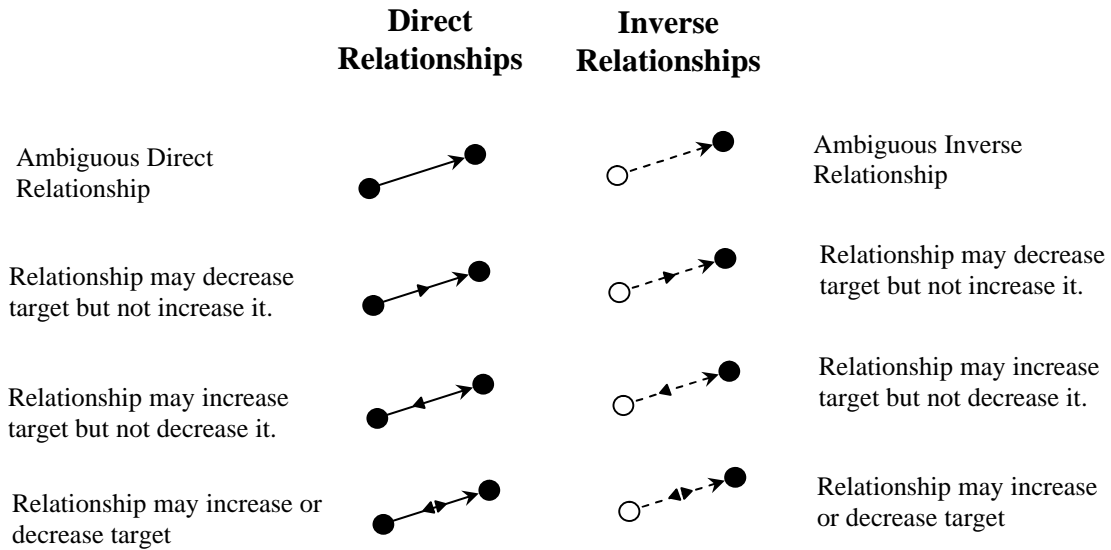 Direct
Relationships
Inverse
Relationships
Ambiguous Direct
Relationship
Ambiguous Inverse
Relationship
Relationship may decrease
target but not increase it.
Relationship may decrease
target but not increase it.
Relationship may increase
target but not decrease it.
Relationship may increase
target but not decrease it.
Relationship may increase or
decrease target
Relationship may increase
or decrease target